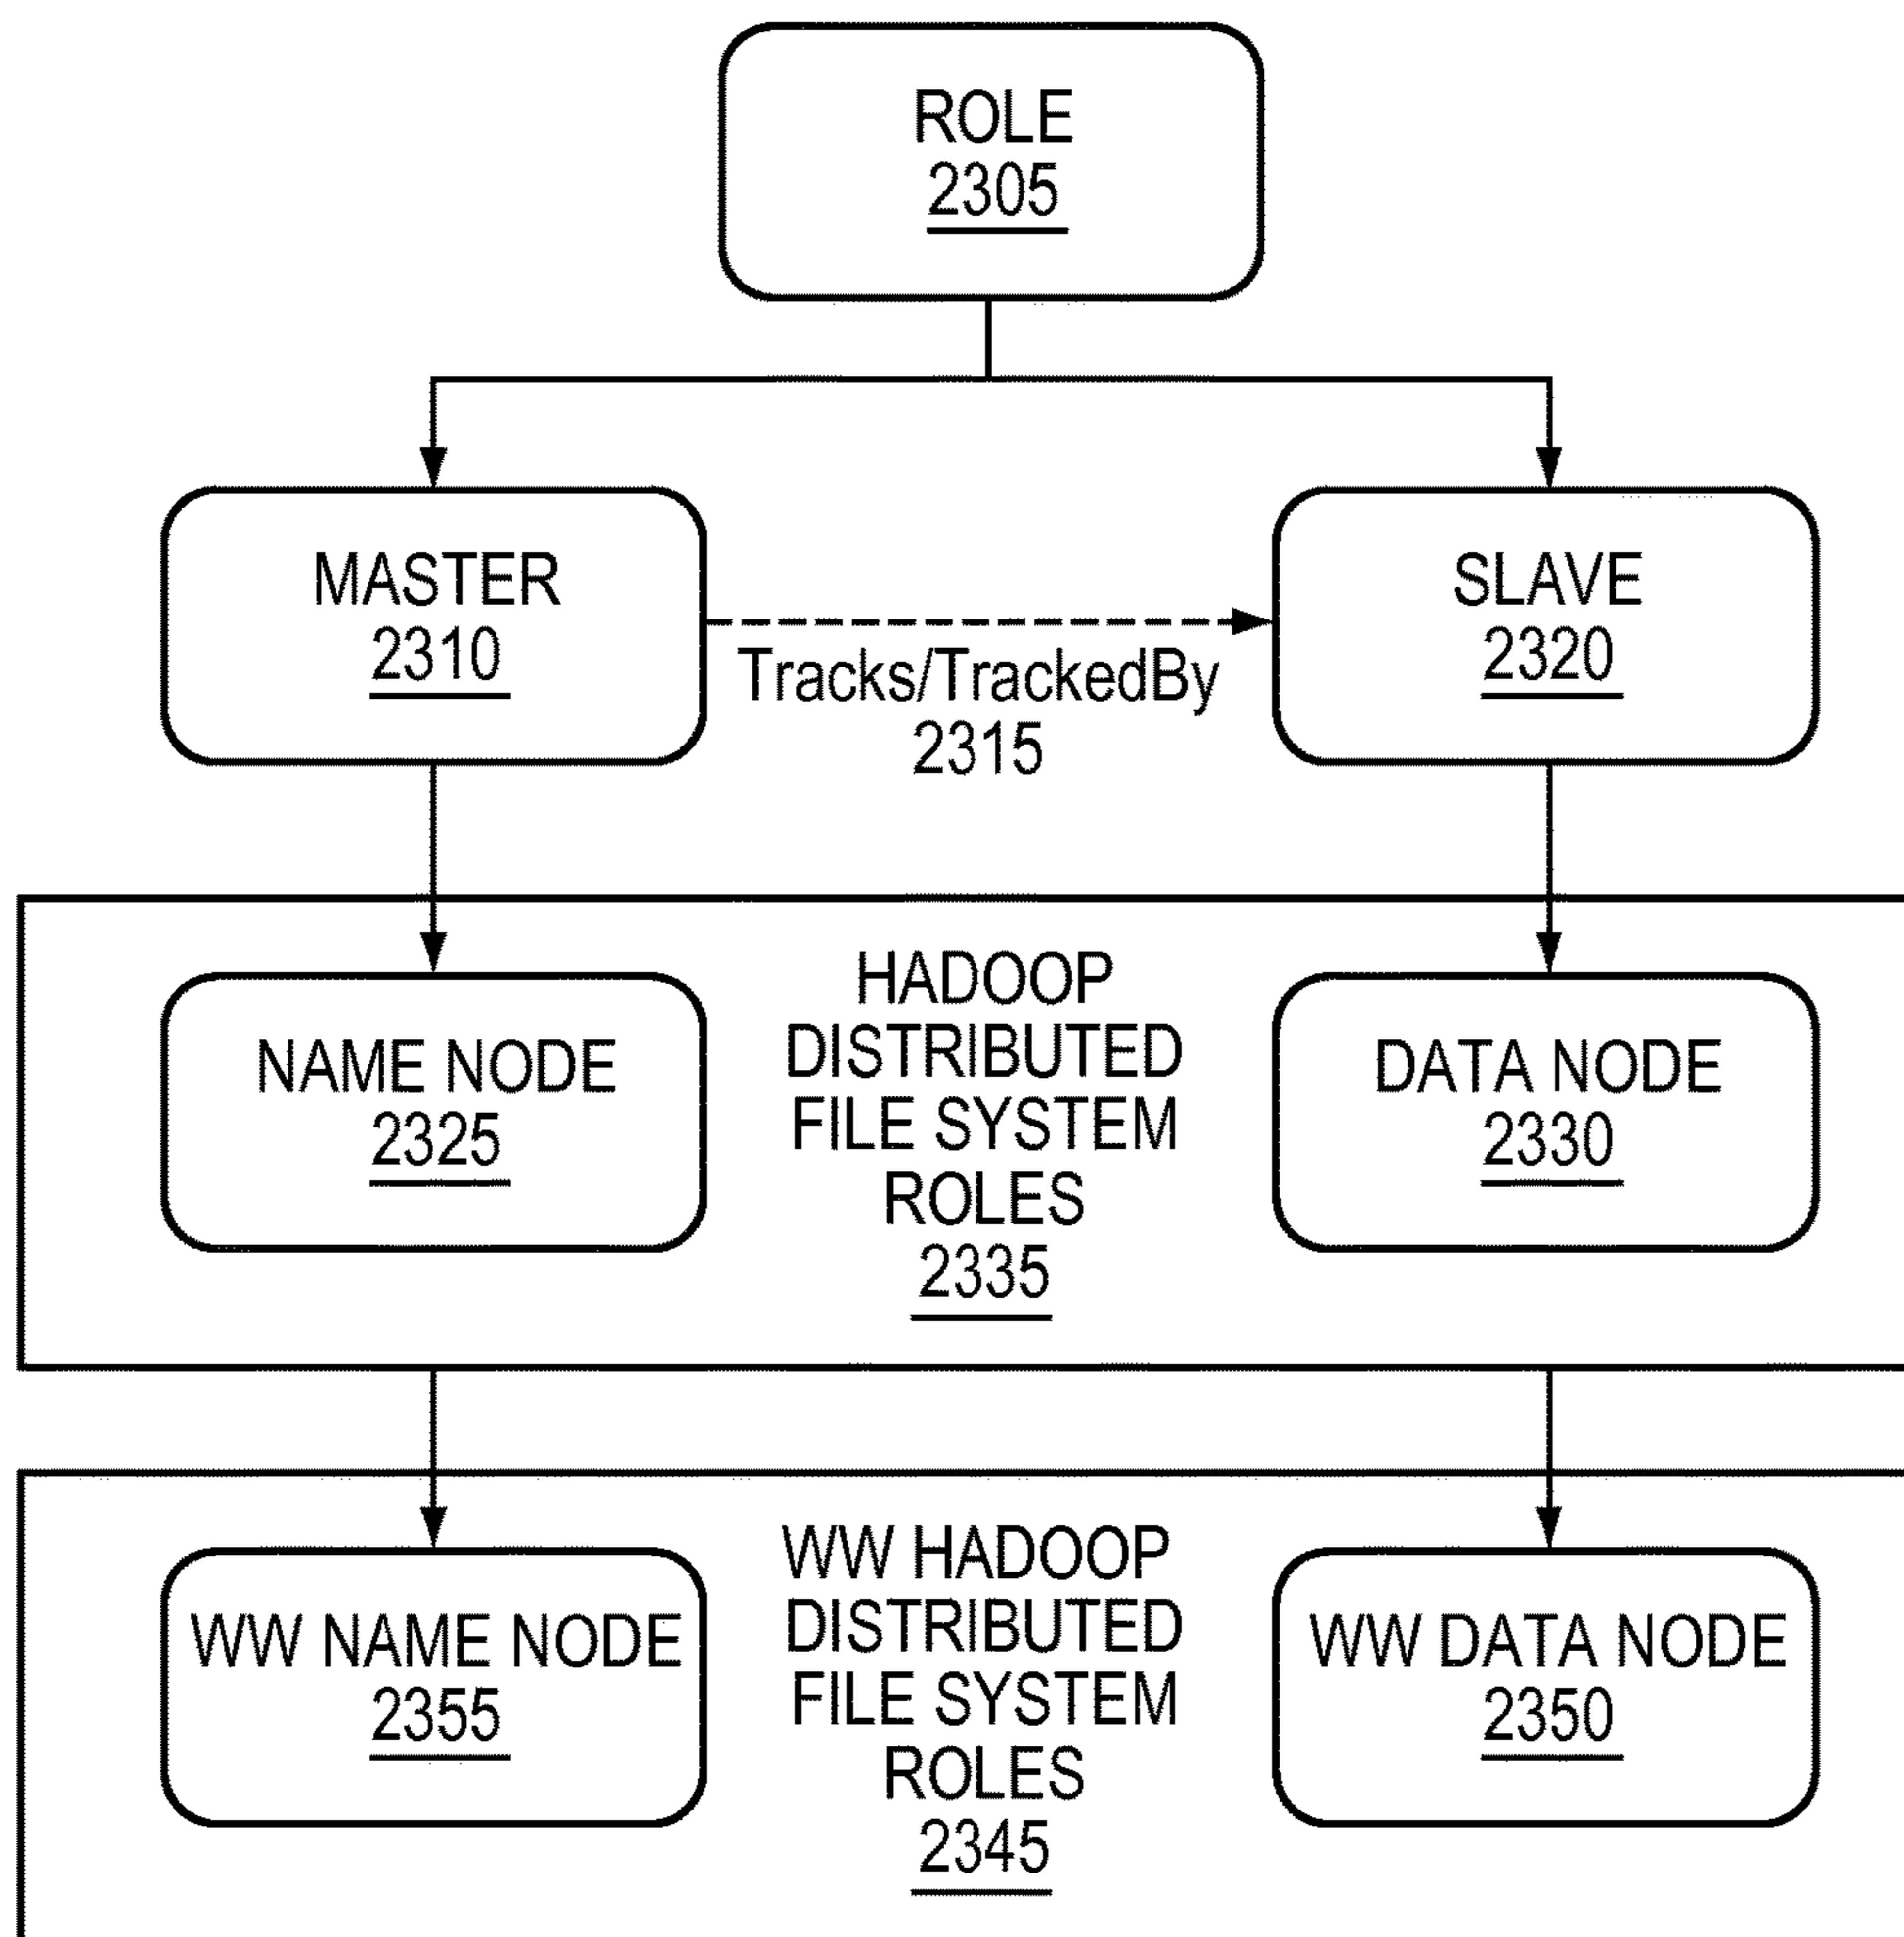 ROLE
2305
MASTER
2310
Tracks/TrackedBy
2315
SLAVE
2320
NAME NODE
2325
HADOOP
DISTRIBUTED
FILE SYSTEM
ROLES
2335
DATA NODE
2330
WW NAME NODE
2355
WW HADOOP
DISTRIBUTED
FILE SYSTEM
ROLES
2345
WW DATA NODE
2350